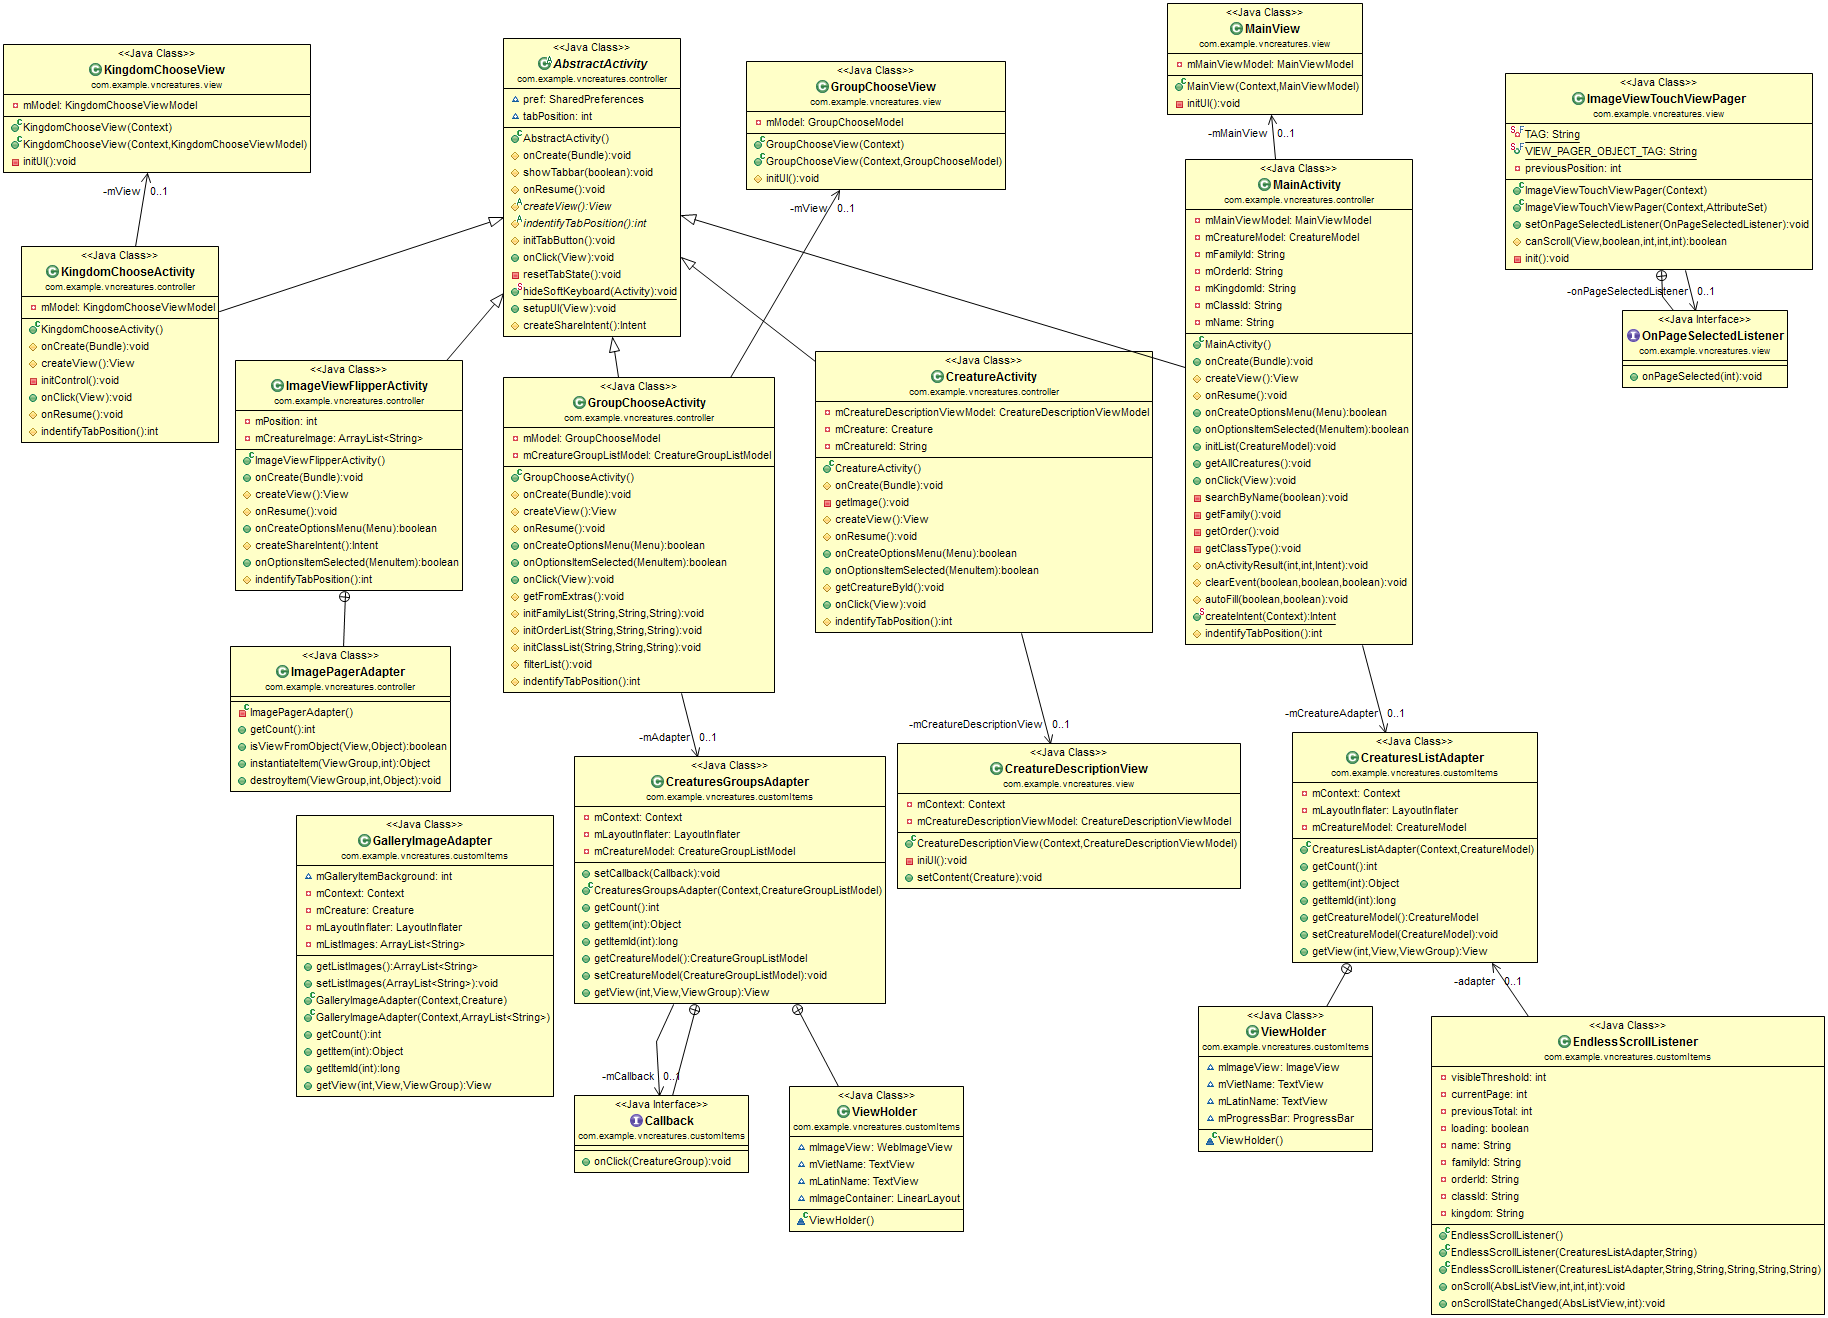 <<Java Class>>
KingdomChooseView
com.example.vncreatures.view
mModel: KingdomChooseViewModel
KingdomChooseView(Context)
KingdomChooseView(Context,KingdomChooseViewModel)
initUI():void
-mView 0..1
<<Java Class>>
KingdomChooseActivity
com.example.vncreatures.controller
mModel: KingdomChooseViewModel
KingdomChooseActivity()
onCreate(Bundle):void
createView():View
initControl():void
onClick(View):void
onResume():void
indentifyTabPosition():int
<<Java Class>>
AbstractActivity
com.example.vncreatures.controller
pref: SharedPreferences
tabPosition: int
AbstractActivity()
onCreate(Bundle):void
showTabbar(boolean):void
onResume():void
createView():View
indentifyTabPosition():int
initTabButton():void
onClick(View):void
resetTabState():void
hideSoftKeyboard(Activity):void
setupUI(View):void
createShareIntent():Intent
<<Java Class>>
GroupChooseView
com.example.vncreatures.view
mModel: GroupChooseModel
GroupChooseView(Context)
GroupChooseView(Context,GroupChooseModel)
initUI():void
-mView 0..1
<<Java Class>>
MainView
com.example.vncreatures.view
mMainViewModel: MainViewModel
MainView(Context,MainViewModel)
initUI():void
-mMainView 0..1
<<Java Class>>
MainActivity
com.example.vncreatures.controller
mMainViewModel: MainViewModel
mCreatureModel: CreatureModel
mFamilyId: String
mOrderId: String
mKingdomId: String
mClassId: String
mName: String
MainActivity()
onCreate(Bundle):void
createView():View
onResume():void
onCreateOptionsMenu(Menu):boolean
onOptionsItemSelected(MenuItem):boolean
initList(CreatureModel):void
getAllCreatures():void
onClick(View):void
searchByName(boolean):void
getFamily():void
getOrder():void
getClassType():void
onActivityResult(int,int,Intent):void
clearEvent(boolean,boolean,boolean):void
autoFill(boolean,boolean):void
createIntent(Context):Intent
indentifyTabPosition():int
<<Java Class>>
ImageViewTouchViewPager
com.example.vncreatures.view
TAG: String
VIEW_PAGER_OBJECT_TAG: String
previousPosition: int
ImageViewTouchViewPager(Context)
ImageViewTouchViewPager(Context,AttributeSet)
setOnPageSelectedListener(OnPageSelectedListener):void
canScroll(View,boolean,int,int,int):boolean
init():void
-onPageSelectedListener 0..1
<<Java Interface>>
OnPageSelectedListener
com.example.vncreatures.view
onPageSelected(int):void
<<Java Class>>
ImageViewFlipperActivity
com.example.vncreatures.controller
mPosition: int
mCreatureImage: ArrayList<String>
ImageViewFlipperActivity()
onCreate(Bundle):void
createView():View
onResume():void
onCreateOptionsMenu(Menu):boolean
createShareIntent():Intent
onOptionsItemSelected(MenuItem):boolean
indentifyTabPosition():int
<<Java Class>>
GroupChooseActivity
com.example.vncreatures.controller
mModel: GroupChooseModel
mCreatureGroupListModel: CreatureGroupListModel
GroupChooseActivity()
onCreate(Bundle):void
createView():View
onResume():void
onCreateOptionsMenu(Menu):boolean
onOptionsItemSelected(MenuItem):boolean
onClick(View):void
getFromExtras():void
initFamilyList(String,String,String):void
initOrderList(String,String,String):void
initClassList(String,String,String):void
filterList():void
indentifyTabPosition():int
<<Java Class>>
CreatureActivity
com.example.vncreatures.controller
mCreatureDescriptionViewModel: CreatureDescriptionViewModel
mCreature: Creature
mCreatureId: String
CreatureActivity()
onCreate(Bundle):void
getImage():void
createView():View
onResume():void
onCreateOptionsMenu(Menu):boolean
onOptionsItemSelected(MenuItem):boolean
getCreatureById():void
onClick(View):void
indentifyTabPosition():int
<<Java Class>>
ImagePagerAdapter
com.example.vncreatures.controller
ImagePagerAdapter()
getCount():int
isViewFromObject(View,Object):boolean
instantiateItem(ViewGroup,int):Object
destroyItem(ViewGroup,int,Object):void
-mAdapter 0..1
-mCreatureDescriptionView 0..1
-mCreatureAdapter 0..1
<<Java Class>>
GalleryImageAdapter
com.example.vncreatures.customItems
mGalleryItemBackground: int
mContext: Context
mCreature: Creature
mLayoutInflater: LayoutInflater
mListImages: ArrayList<String>
getListImages():ArrayList<String>
setListImages(ArrayList<String>):void
GalleryImageAdapter(Context,Creature)
GalleryImageAdapter(Context,ArrayList<String>)
getCount():int
getItem(int):Object
getItemId(int):long
getView(int,View,ViewGroup):View
<<Java Class>>
CreaturesGroupsAdapter
com.example.vncreatures.customItems
mContext: Context
mLayoutInflater: LayoutInflater
mCreatureModel: CreatureGroupListModel
setCallback(Callback):void
CreaturesGroupsAdapter(Context,CreatureGroupListModel)
getCount():int
getItem(int):Object
getItemId(int):long
getCreatureModel():CreatureGroupListModel
setCreatureModel(CreatureGroupListModel):void
getView(int,View,ViewGroup):View
-mCallback 0..1
<<Java Interface>>
Callback
com.example.vncreatures.customItems
onClick(CreatureGroup):void
<<Java Class>>
ViewHolder
com.example.vncreatures.customItems
mImageView: WebImageView
mVietName: TextView
mLatinName: TextView
mImageContainer: LinearLayout
ViewHolder()
<<Java Class>>
CreatureDescriptionView
com.example.vncreatures.view
mContext: Context
mCreatureDescriptionViewModel: CreatureDescriptionViewModel
CreatureDescriptionView(Context,CreatureDescriptionViewModel)
iniUI():void
setContent(Creature):void
<<Java Class>>
CreaturesListAdapter
com.example.vncreatures.customItems
mContext: Context
mLayoutInflater: LayoutInflater
mCreatureModel: CreatureModel
CreaturesListAdapter(Context,CreatureModel)
getCount():int
getItem(int):Object
getItemId(int):long
getCreatureModel():CreatureModel
setCreatureModel(CreatureModel):void
getView(int,View,ViewGroup):View
-adapter 0..1
<<Java Class>>
ViewHolder
com.example.vncreatures.customItems
mImageView: ImageView
mVietName: TextView
mLatinName: TextView
mProgressBar: ProgressBar
ViewHolder()
<<Java Class>>
EndlessScrollListener
com.example.vncreatures.customItems
visibleThreshold: int
currentPage: int
previousTotal: int
loading: boolean
name: String
familyId: String
orderId: String
classId: String
kingdom: String
EndlessScrollListener()
EndlessScrollListener(CreaturesListAdapter,String)
EndlessScrollListener(CreaturesListAdapter,String,String,String,String,String)
onScroll(AbsListView,int,int,int):void
onScrollStateChanged(AbsListView,int):void